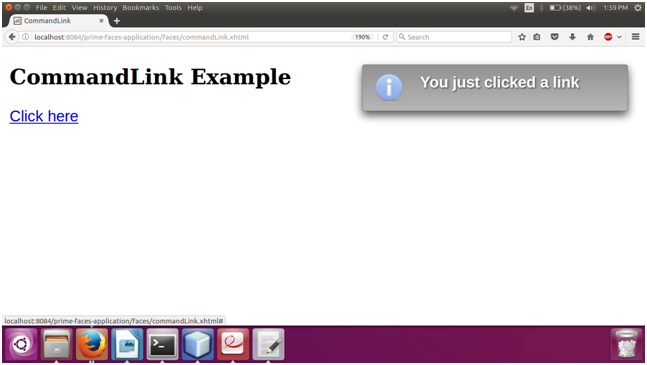 File Edit View History Bookmarks Tools Help
En
(38%)
1:59 PM
CommandLink
localhost:8084/prime-faces-application/faces/commandLink.xhtml
190%
Search
ABP
CommandLink Example
You just clicked a link
Click here
localhost:8084/prime-faces-application/faces/commandLink.xhtml#